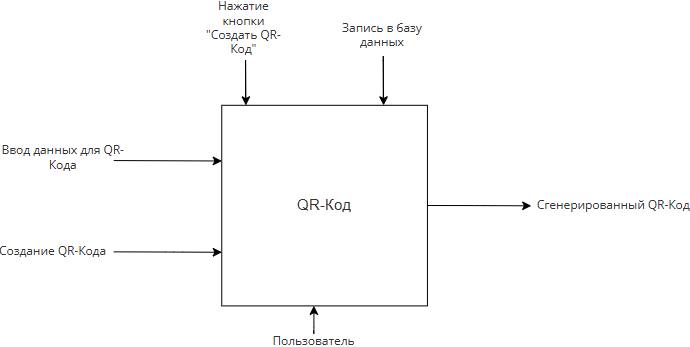 Нажатие
кнопки
"Создать QR-
Код"
Запись в базу
данных
Ввод данных для QR-
Кода
QR-Код
Сгенерированный QR-Код
Создание QR-Кода
Пользователь